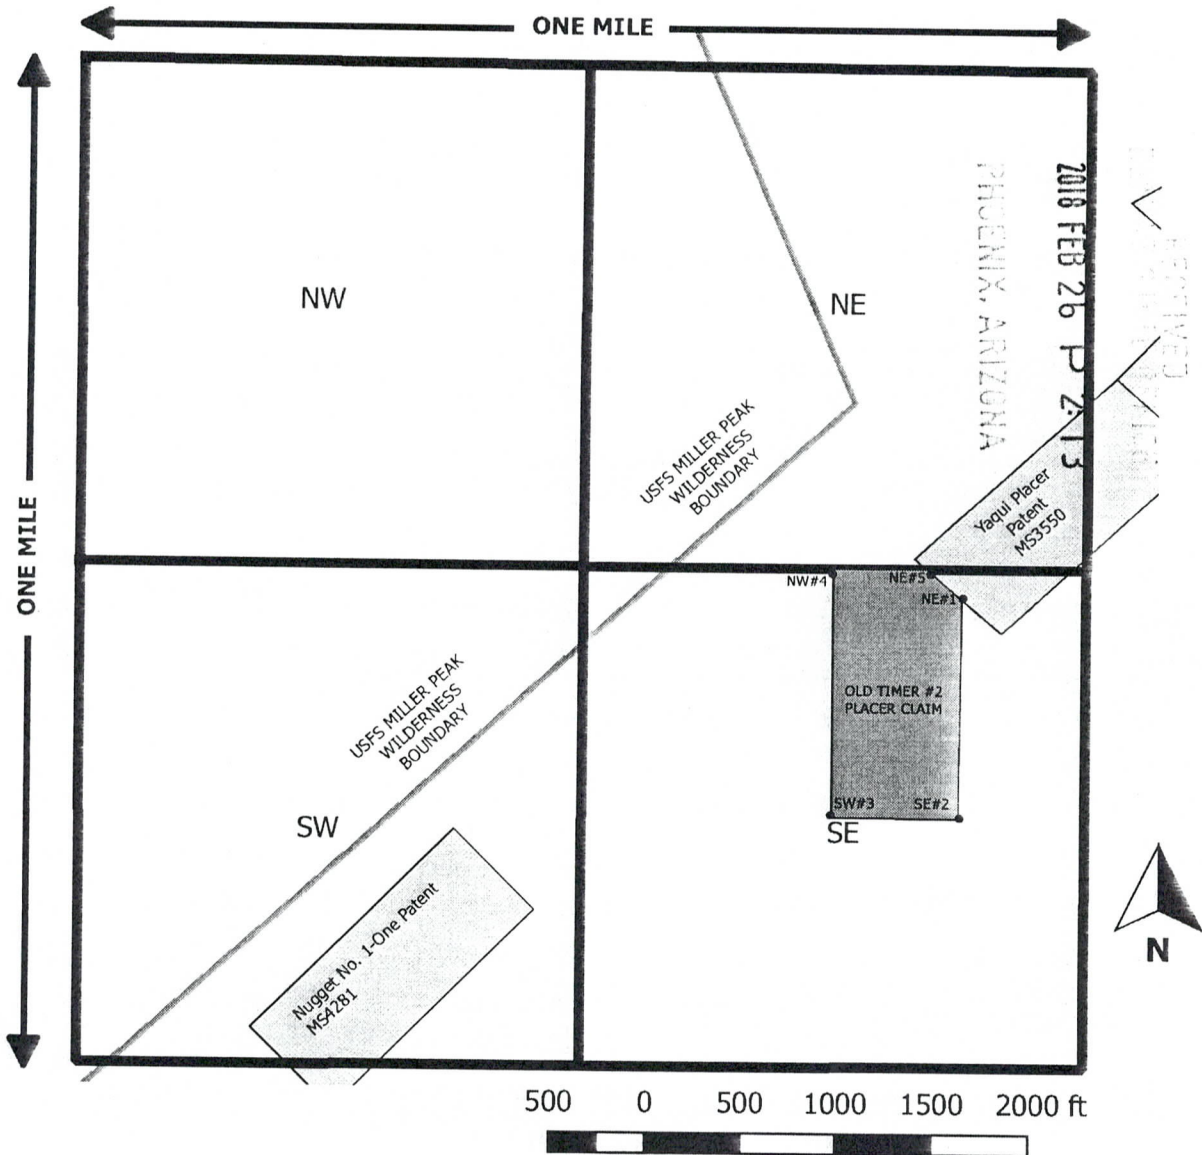 ONE MILE
ONE MILE
NW
NE
USFS MILLER PEAK
WILDERNESS
BOUNDARY
PHOENIX, ARIZONA
2018 FEB 26 P 2:13
RECEIVED
Yaqui Placer
Patent
MS3550
NW#4
NE#5
NE#1
OLD TIMER #2
PLACER CLAIM
SW#3
SE#2
SE
USFS MILLER PEAK
WILDERNESS
BOUNDARY
SW
Nugget No. 1-One Patent
MS4281
N
500 0 500 1000 1500 2000 ft